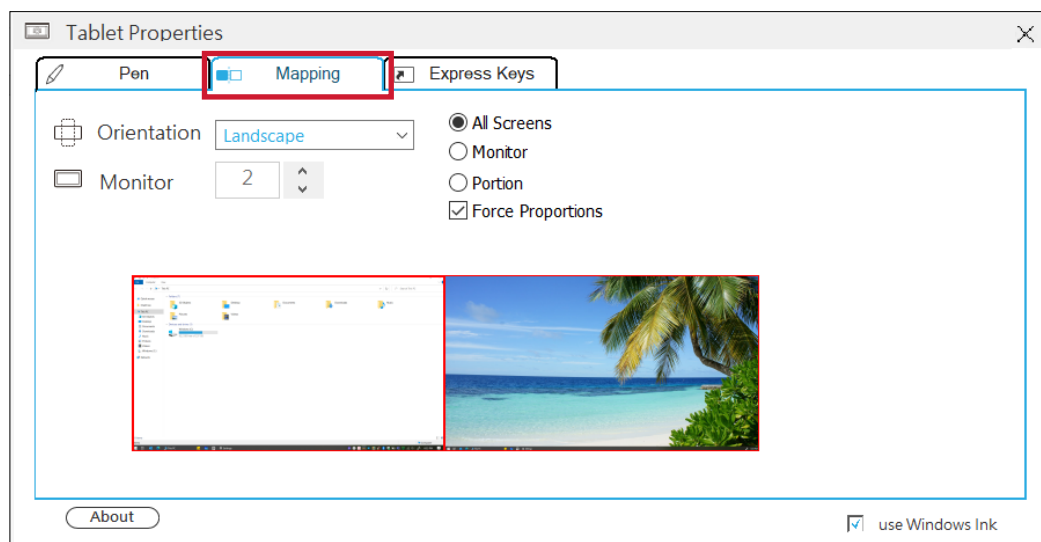 Tablet Properties
Pen
Mapping
Express Keys
Orientation
Landscape
All Screens
Monitor
Monitor
2
Portion
Force Proportions
About
use Windows Ink